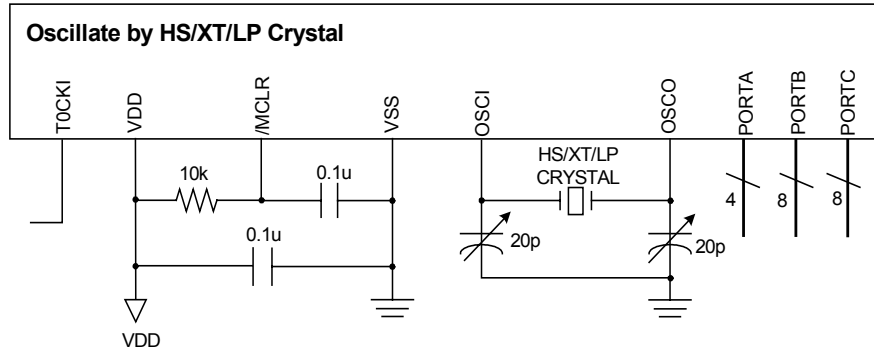 Oscillate by HS/XT/LP Crystal
T0CKI
VDD
/MCLR
VSS
OSCI
OSCO
PORTA
PORTB
PORTC
10k
0.1u
HS/XT/LP
CRYSTAL
4
8
8
0.1u
20p
20p
VDD